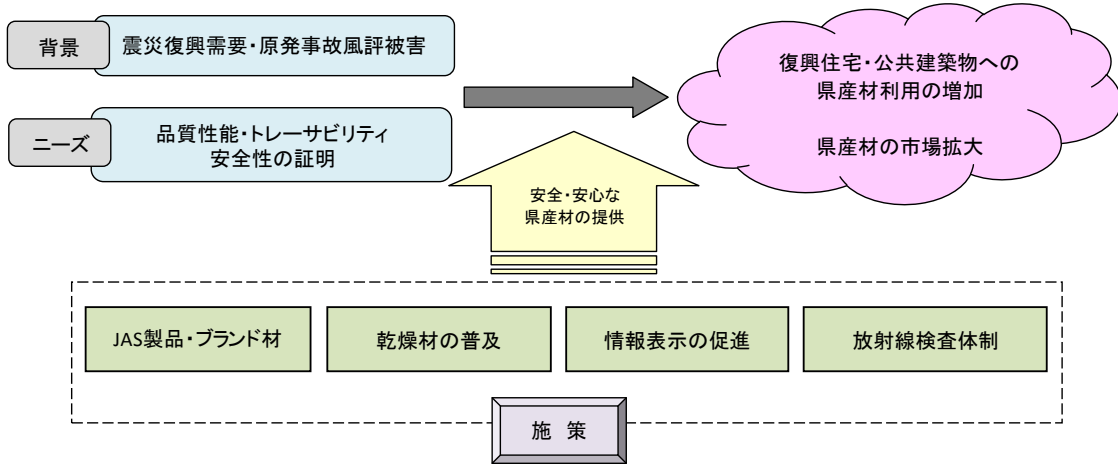 背景
震災復興需要・原発事故風評被害
ニーズ
品質性能・トレーサビリティ
安全性の証明
復興住宅・公共建築物への
県産材利用の増加
県産材の市場拡大
安全・安心な
県産材の提供
JAS製品・ブランド材
乾燥材の普及
情報表示の促進
放射線検査体制
施 策